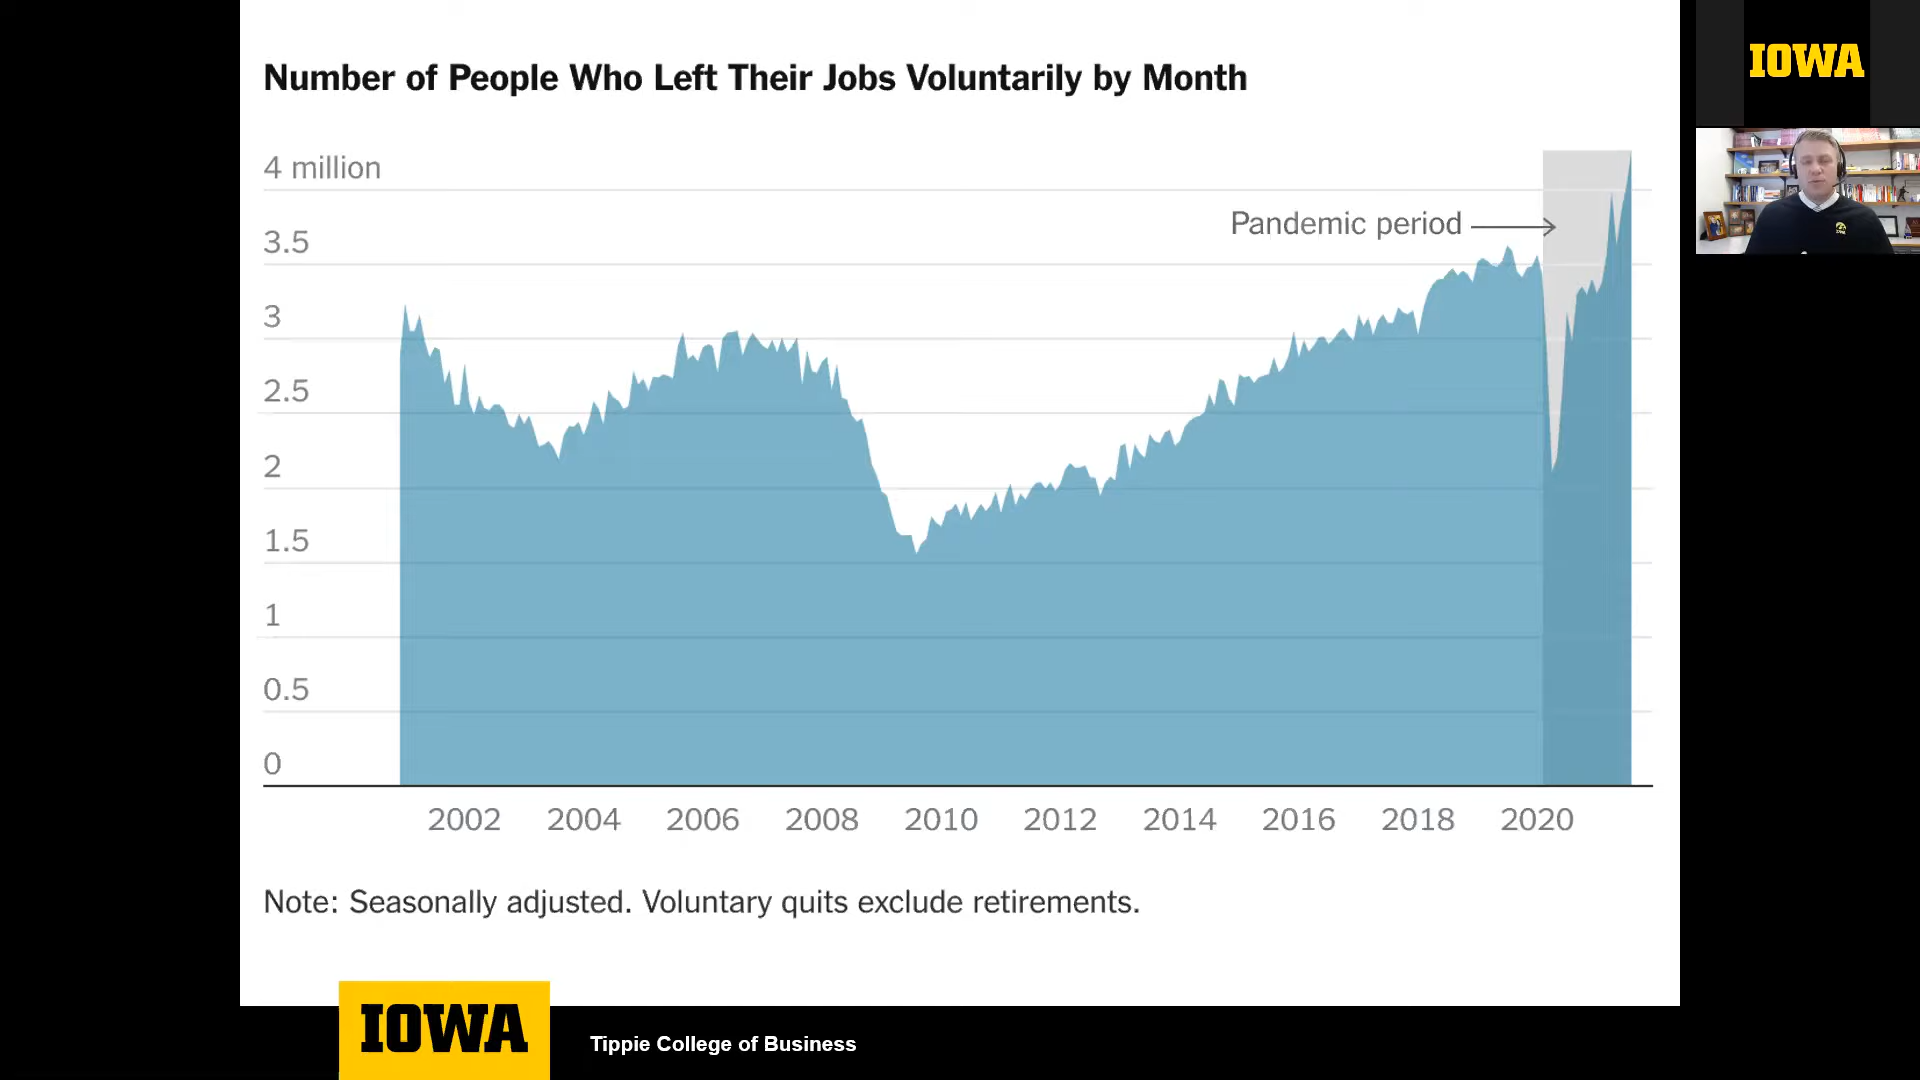 Number of People Who Left Their Jobs Voluntarily by Month
IOWA
4 million
Pandemic period
3.5
3
2.5
2
1.5
1
0.5
0
2002 2004 2006 2008 2010 2012 2014 2016 2018 2020
Note: Seasonally adjusted. Voluntary quits exclude retirements.
IOWA
Tippie College of Business